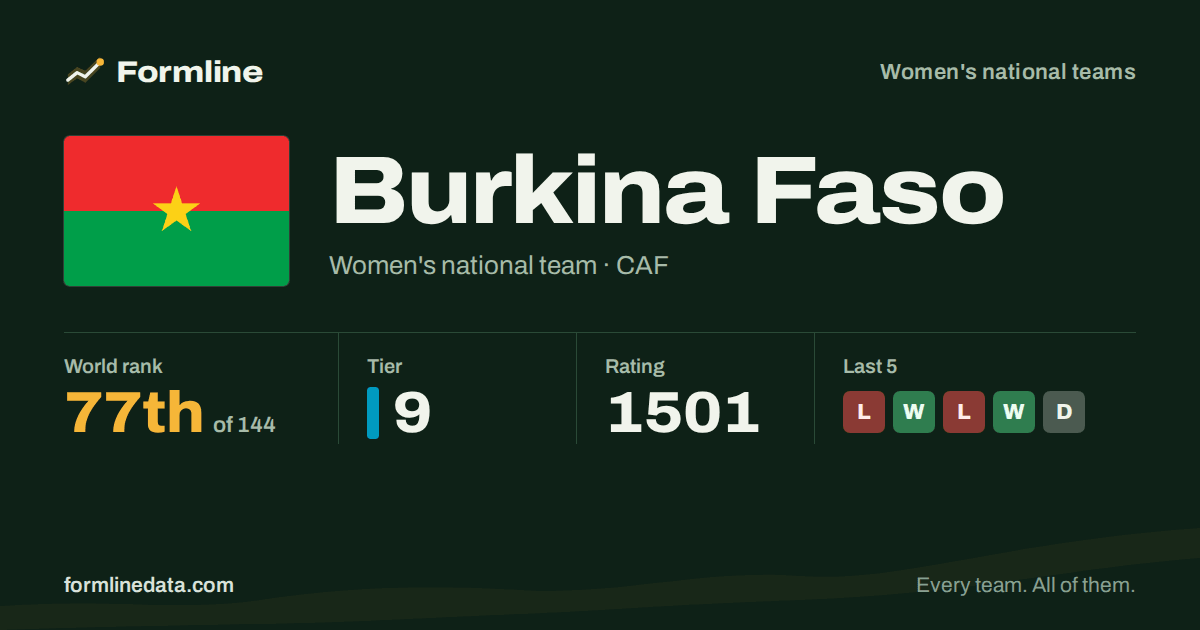 Formline
Women's national teams
Burkina Faso
Women's national team · CAF
World rank
77th of 144
Tier
9
Rating
1501
Last 5
L W L W D
formlinedata.com
Every team. All of them.